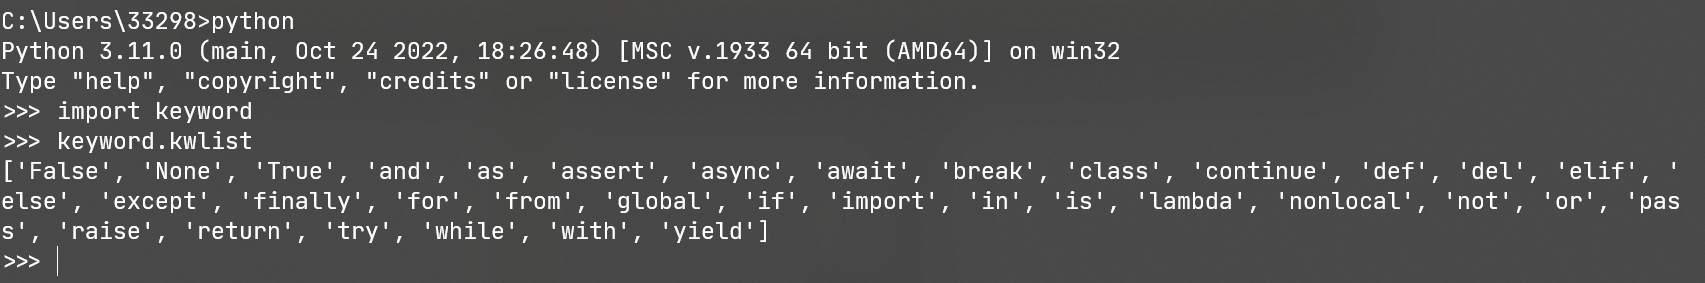 C:\Users\33298>python
Python 3.11.0 (main, Oct 24 2022, 18:26:48) [MSC v.1933 64 bit (AMD64)] on win32
Type "help", "copyright", "credits" or "license" for more information.
>>> import keyword
>>> keyword.kwlist
['False', 'None', 'True', 'and', 'as', 'assert', 'async', 'await', 'break', 'class', 'continue', 'def', 'del', 'elif', '
else', 'except', 'finally', 'for', 'from', 'global', 'if', 'import', 'in', 'is', 'lambda', 'nonlocal', 'not', 'or', 'pas
s', 'raise', 'return', 'try', 'while', 'with', 'yield']
>>>